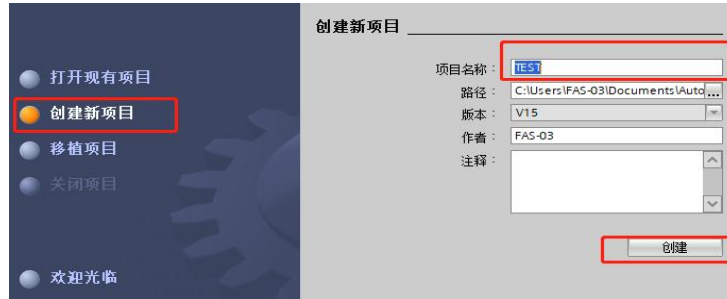 创建新项目
打开现有项目
创建新项目
移植项目
关闭项目
欢迎光临
项目名称：TEST
路径：C:\Users\FAS-03\Documents\Auto...
版本：V15
作者：FAS-03
注释：
创建